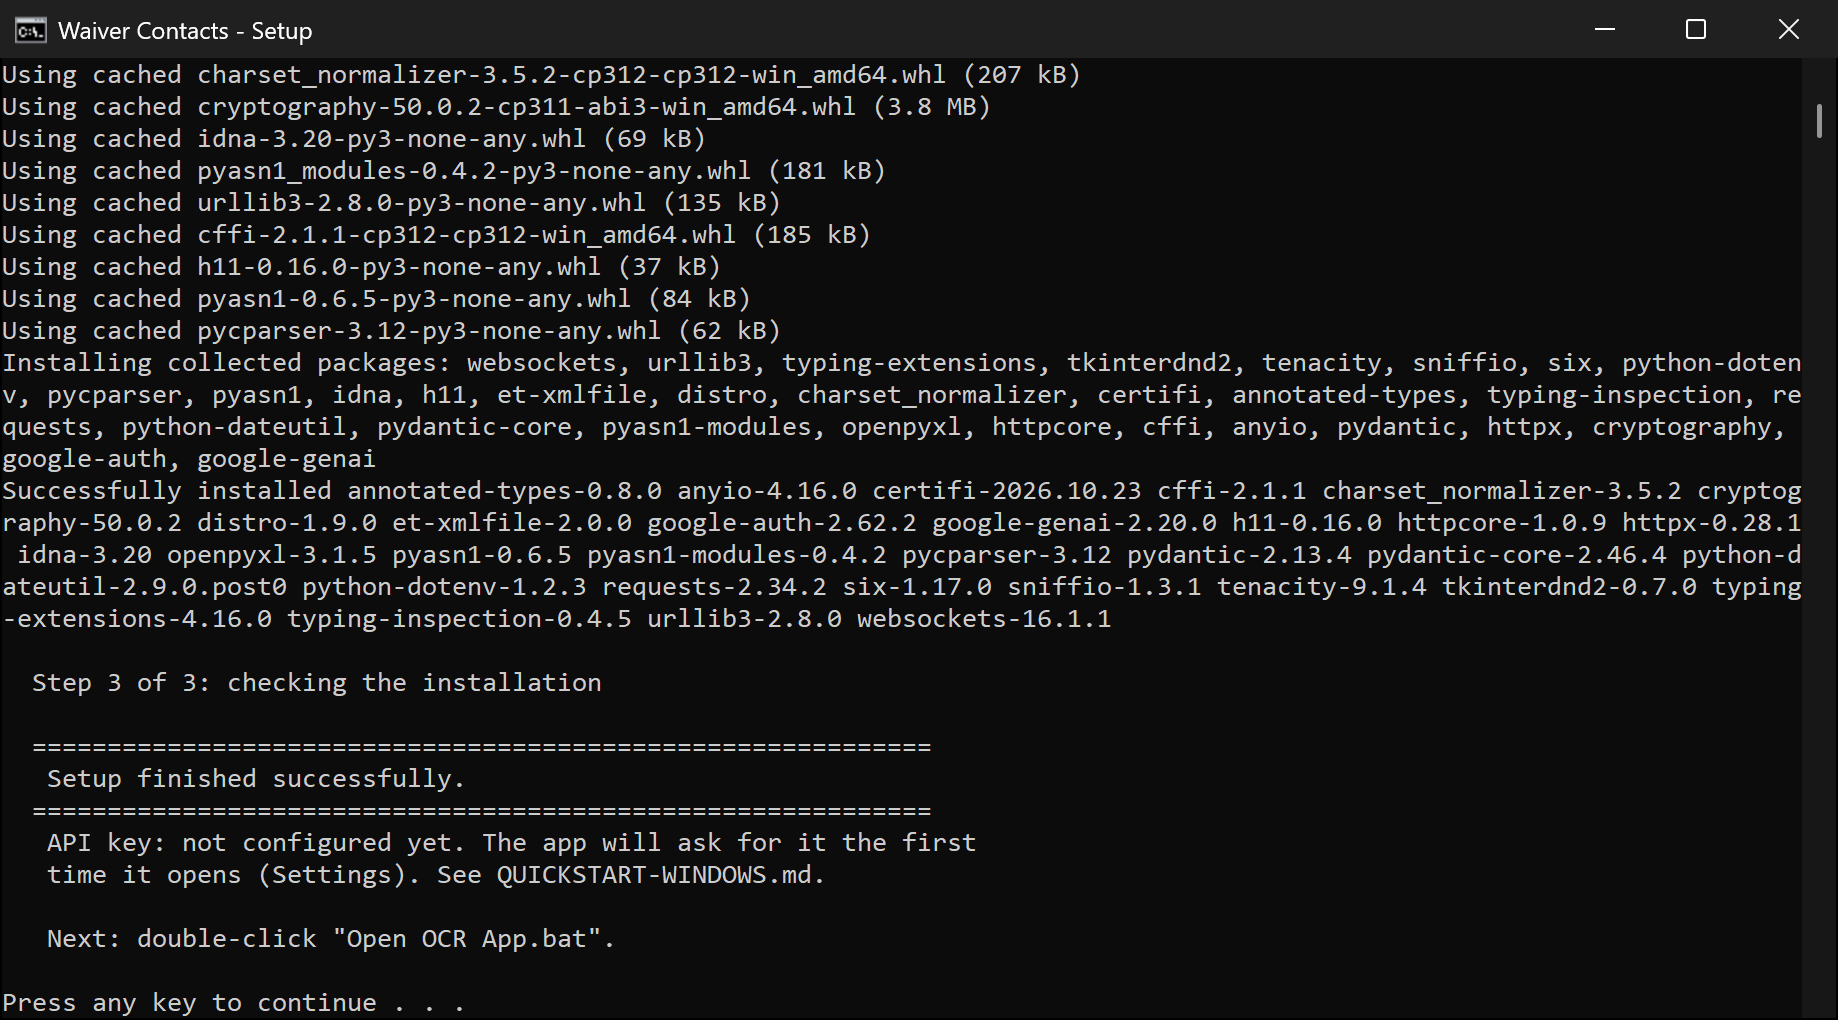 Waiver Contacts - Setup
Using cached charset_normalizer-3.5.2-cp312-cp312-win_amd64.whl (207 kB)
Using cached cryptography-50.0.2-cp311-abi3-win_amd64.whl (3.8 MB)
Using cached idna-3.20-py3-none-any.whl (69 kB)
Using cached pyasn1_modules-0.4.2-py3-none-any.whl (181 kB)
Using cached urllib3-2.8.0-py3-none-any.whl (135 kB)
Using cached cffi-2.1.1-cp312-cp312-win_amd64.whl (185 kB)
Using cached h11-0.16.0-py3-none-any.whl (37 kB)
Using cached pyasn1-0.6.5-py3-none-any.whl (84 kB)
Using cached pycparser-3.12-py3-none-any.whl (62 kB)
Installing collected packages: websockets, urllib3, typing-extensions, tkinterdnd2, tenacity, sniffio, six, python-doten
v, pycparser, pyasn1, idna, h11, et-xmlfile, distro, charset_normalizer, certifi, annotated-types, typing-inspection, re
quests, python-dateutil, pydantic-core, pyasn1-modules, openpyxl, httpcore, cffi, anyio, pydantic, httpx, cryptography,
google-auth, google-genai
Successfully installed annotated-types-0.8.0 anyio-4.16.0 certifi-2026.10.23 cffi-2.1.1 charset_normalizer-3.5.2 cryptog
raphy-50.0.2 distro-1.9.0 et-xmlfile-2.0.0 google-auth-2.62.2 google-genai-2.20.0 h11-0.16.0 httpcore-1.0.9 httpx-0.28.1
 idna-3.20 openpyxl-3.1.5 pyasn1-0.6.5 pyasn1-modules-0.4.2 pycparser-3.12 pydantic-2.13.4 pydantic-core-2.46.4 python-d
ateutil-2.9.0.post0 python-dotenv-1.2.3 requests-2.34.2 six-1.17.0 sniffio-1.3.1 tenacity-9.1.4 tkinterdnd2-0.7.0 typing
-extensions-4.16.0 typing-inspection-0.4.5 urllib3-2.8.0 websockets-16.1.1
Step 3 of 3: checking the installation
============================================================
Setup finished successfully.
============================================================
API key: not configured yet. The app will ask for it the first
time it opens (Settings). See QUICKSTART-WINDOWS.md.
Next: double-click "Open OCR App.bat".
Press any key to continue . . .